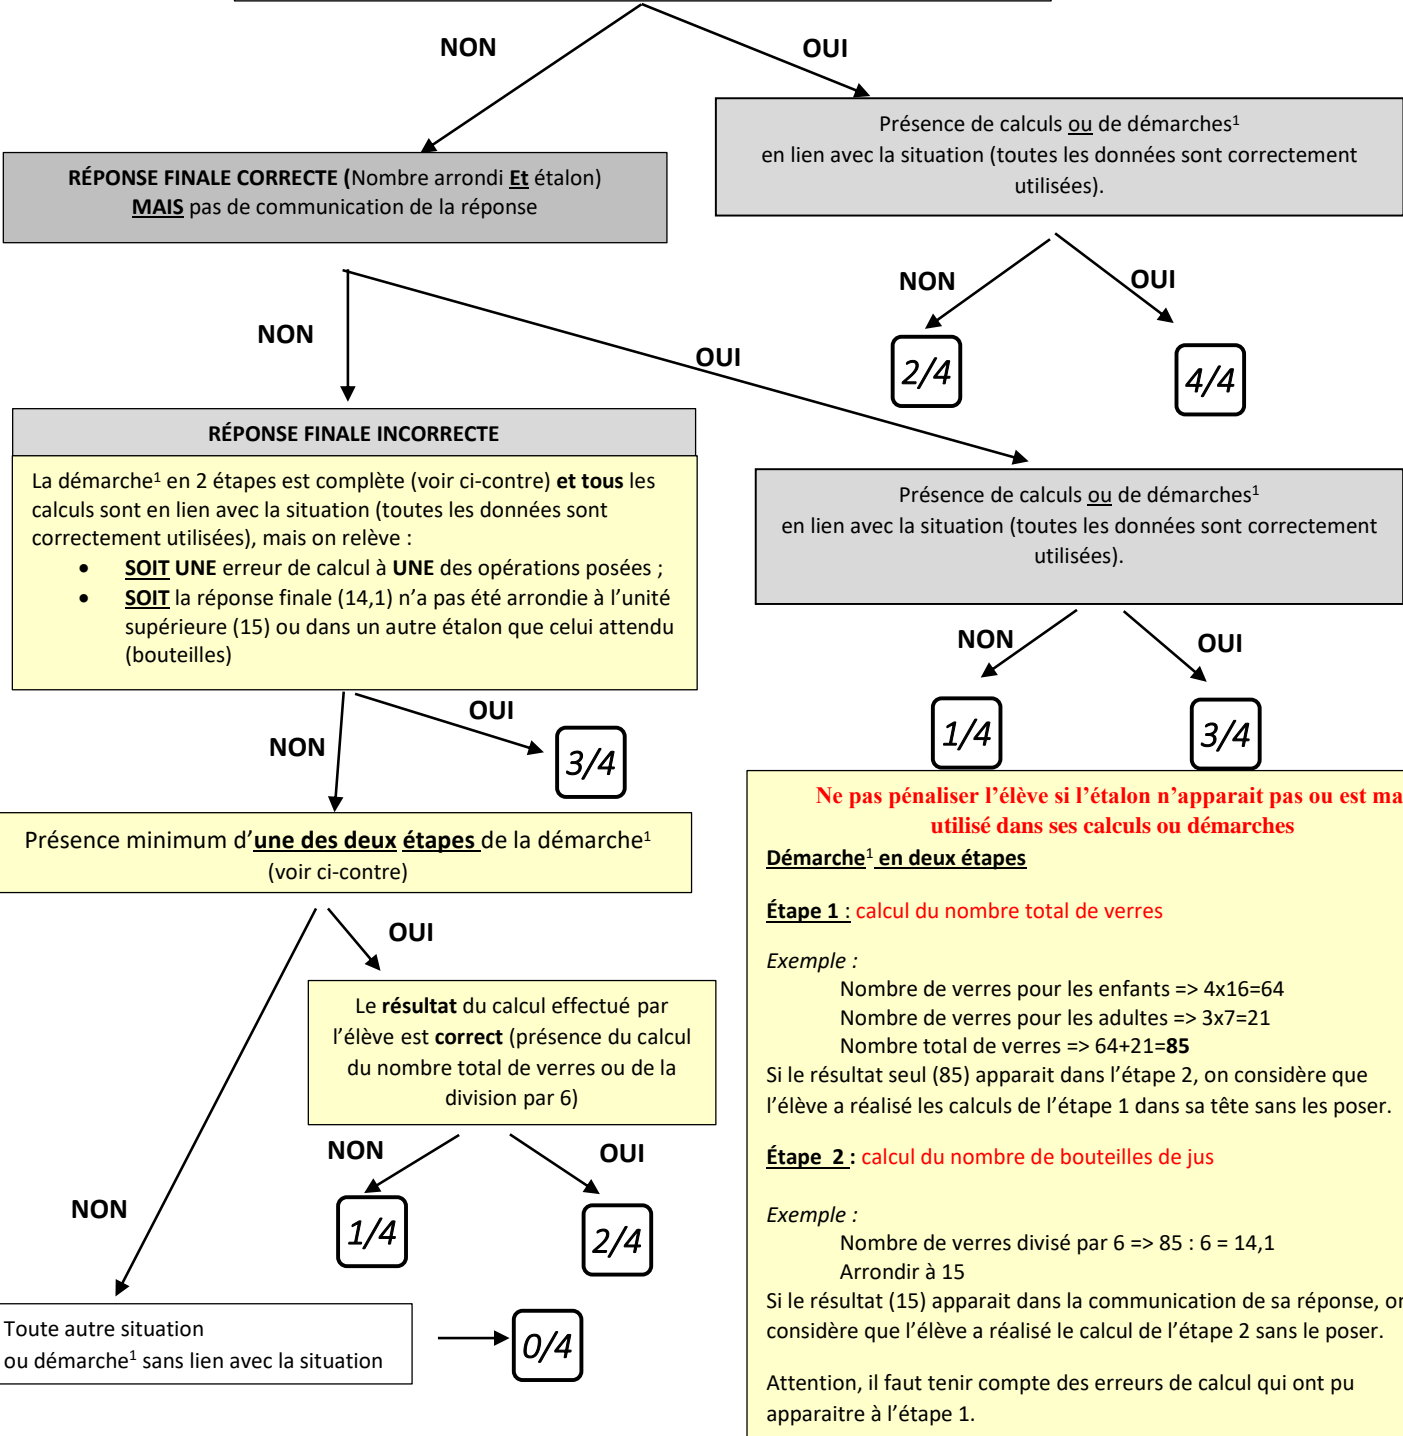 NON
OUI
Présence de calculs ou de démarches¹
en lien avec la situation (toutes les données sont correctement
utilisées).
RÉPONSE FINALE CORRECTE (Nombre arrondi Et étalon)
MAIS pas de communication de la réponse
NON
OUI
2/4
4/4
NON
OUI
RÉPONSE FINALE INCORRECTE
La démarche¹ en 2 étapes est complète (voir ci-contre) et tous les
calculs sont en lien avec la situation (toutes les données sont
correctement utilisées), mais on relève :
• SOIT UNE erreur de calcul à UNE des opérations posées ;
• SOIT la réponse finale (14,1) n’a pas été arrondie à l’unité
supérieure (15) ou dans un autre étalon que celui attendu
(bouteilles)
Présence de calculs ou de démarches¹
en lien avec la situation (toutes les données sont correctement
utilisées).
NON
OUI
1/4
3/4
NON
OUI
3/4
Présence minimum d’une des deux étapes de la démarche¹
(voir ci-contre)
OUI
Le résultat du calcul effectué par
l’élève est correct (présence du calcul
du nombre total de verres ou de la
division par 6)
NON
OUI
1/4
2/4
NON
Toute autre situation
ou démarche¹ sans lien avec la situation
0/4
Ne pas pénaliser l’élève si l’étalon n’apparait pas ou est ma
utilisé dans ses calculs ou démarches
Démarche¹ en deux étapes
Étape 1 : calcul du nombre total de verres
Exemple :
Nombre de verres pour les enfants => 4x16=64
Nombre de verres pour les adultes => 3x7=21
Nombre total de verres => 64+21=85
Si le résultat seul (85) apparait dans l’étape 2, on considère que
l’élève a réalisé les calculs de l’étape 1 dans sa tête sans les poser.
Étape 2 : calcul du nombre de bouteilles de jus
Exemple :
Nombre de verres divisé par 6 => 85 : 6 = 14,1
Arrondir à 15
Si le résultat (15) apparait dans la communication de sa réponse, on
considère que l’élève a réalisé le calcul de l’étape 2 sans le poser.
Attention, il faut tenir compte des erreurs de calcul qui ont pu
apparaitre à l’étape 1.